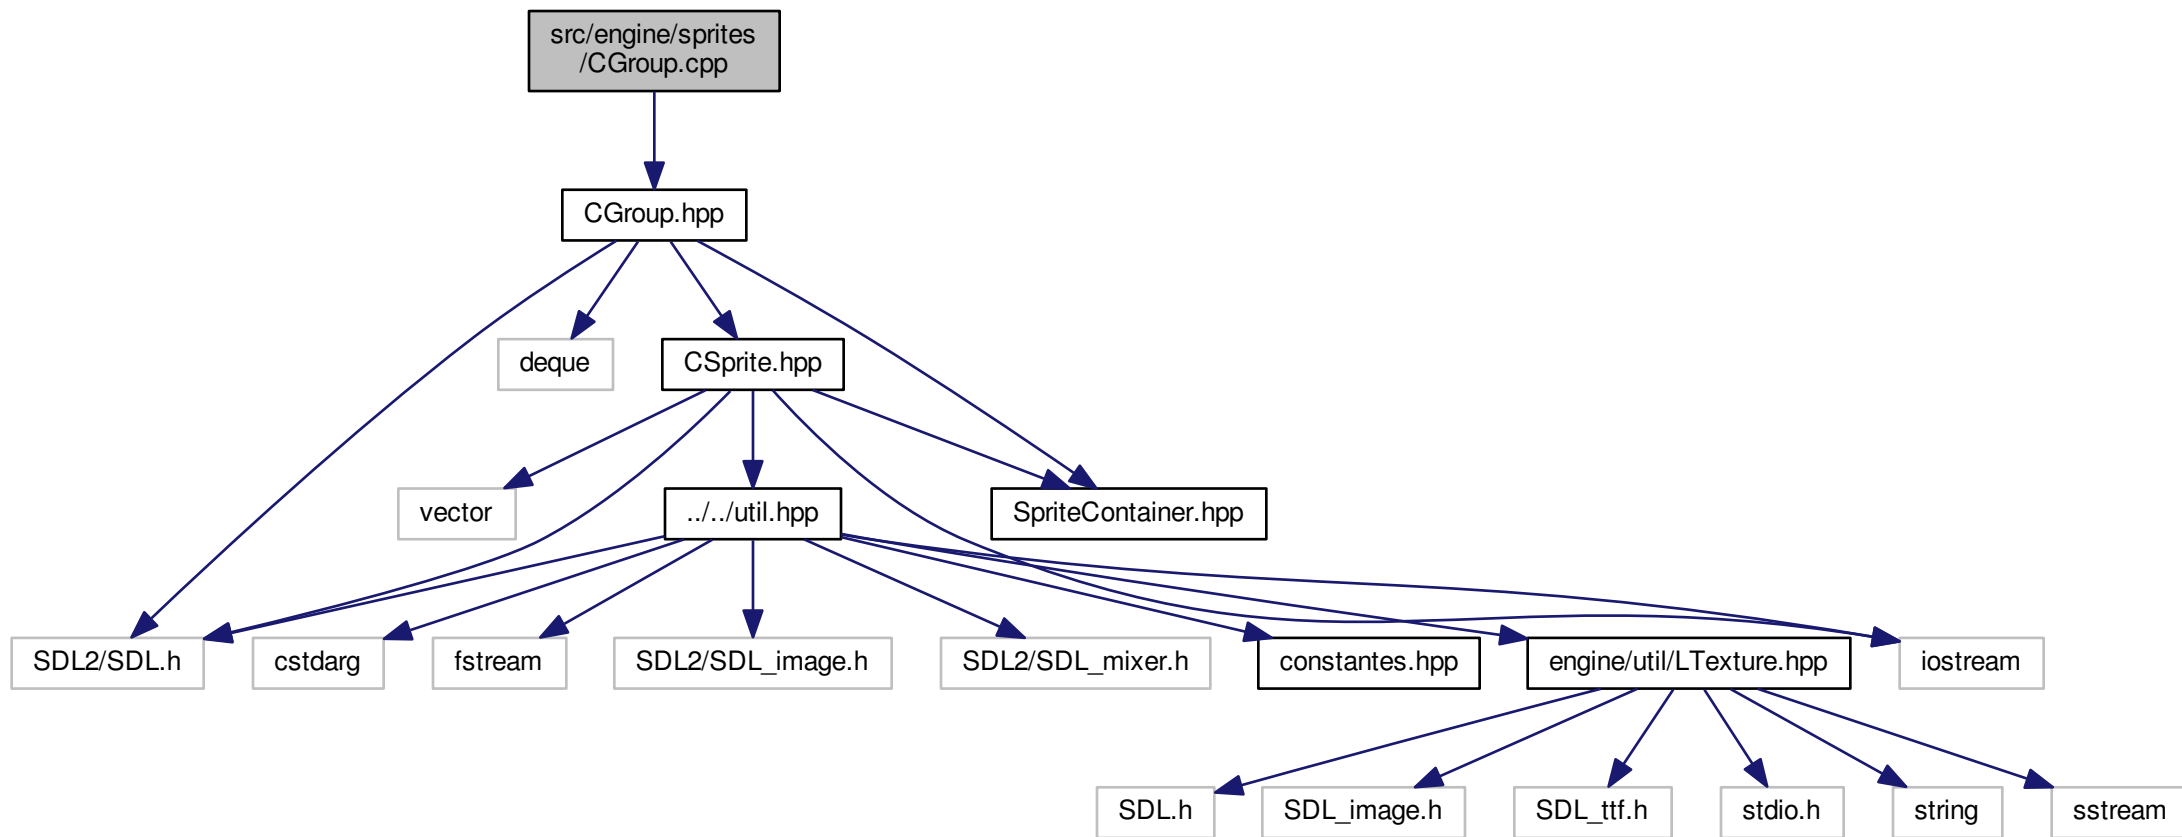 src/engine/sprites
/CGroup.cpp
CGroup.hpp
deque
CSprite.hpp
vector
../../util.hpp
SpriteContainer.hpp
SDL2/SDL.h
cstdarg
fstream
SDL2/SDL_image.h
SDL2/SDL_mixer.h
constantes.hpp
engine/util/LTexture.hpp
iostream
SDL.h
SDL_image.h
SDL_ttf.h
stdio.h
string
sstream